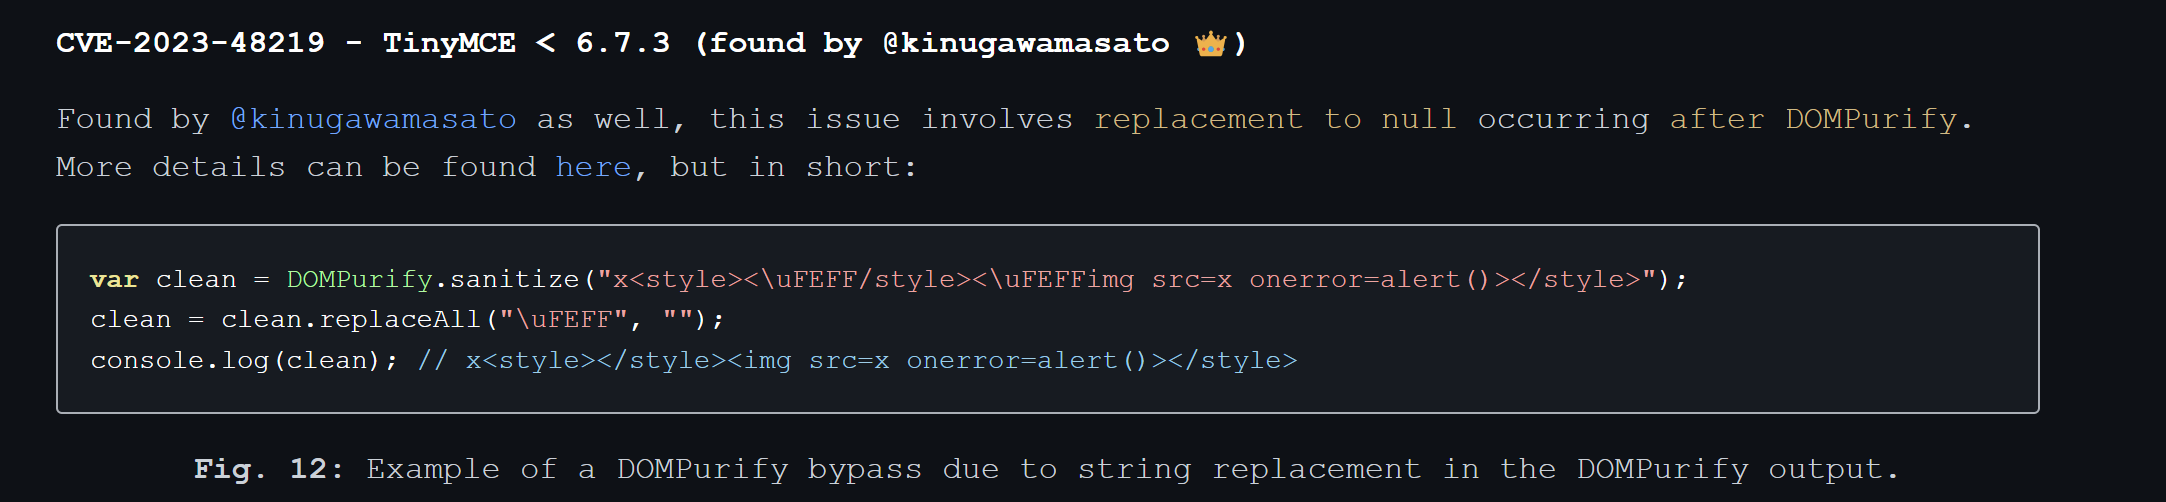 CVE-2023-48219 - TinyMCE < 6.7.3 (found by @kinugawamasato 👑)
Found by @kinugawamasato as well, this issue involves replacement to null occurring after DOMPurify.
More details can be found here, but in short:
var clean = DOMPurify.sanitize("x<style><\uFEFF/style><\uFEFFimg src=x onerror=alert()></style>");
clean = clean.replaceAll("\uFEFF", "");
console.log(clean); // x<style></style><img src=x onerror=alert()></style>
Fig. 12: Example of a DOMPurify bypass due to string replacement in the DOMPurify output.